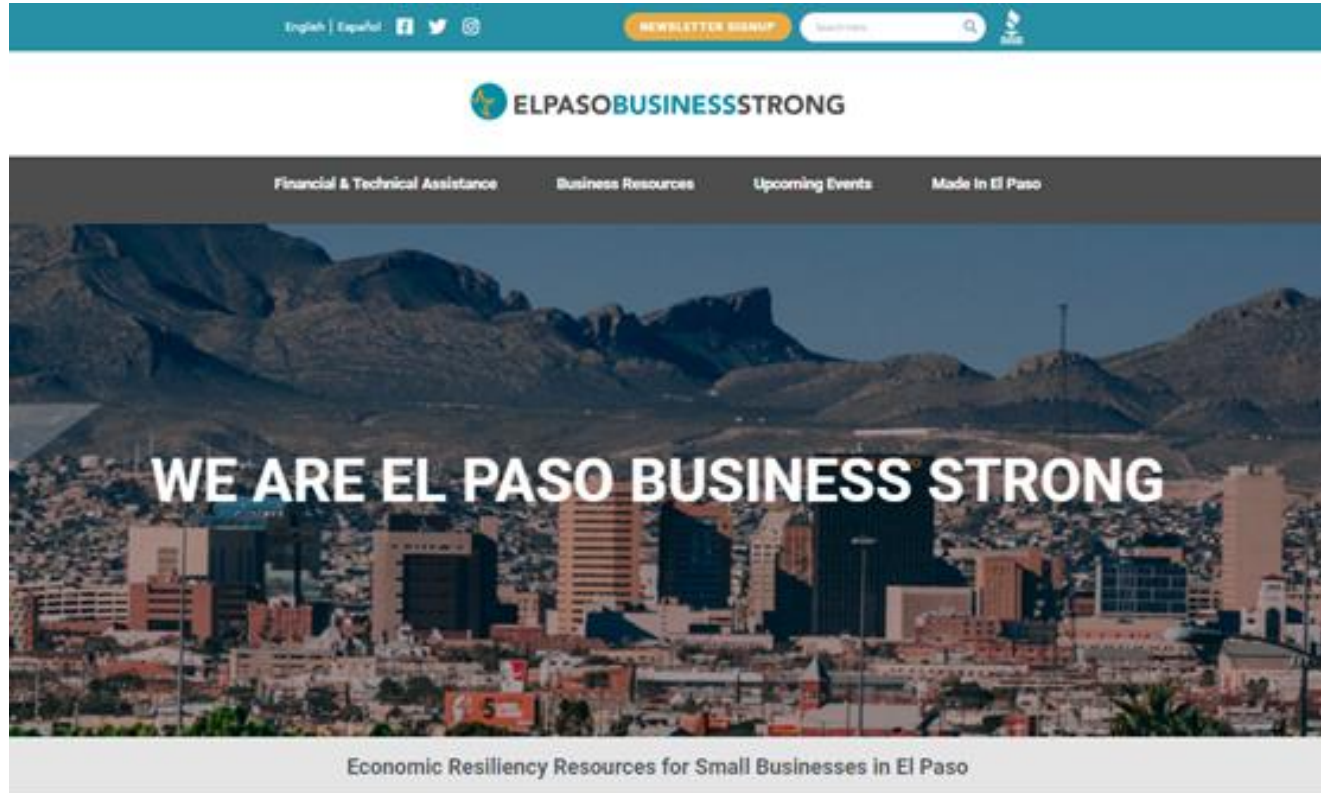 English | Español
NEWSLETTER SIGNUP
ELPASOBUSINESSSTRONG
Financial & Technical Assistance Business Resources Upcoming Events Made In El Paso
WE ARE EL PASO BUSINESS STRONG
5
Economic Resiliency Resources for Small Businesses in El Paso